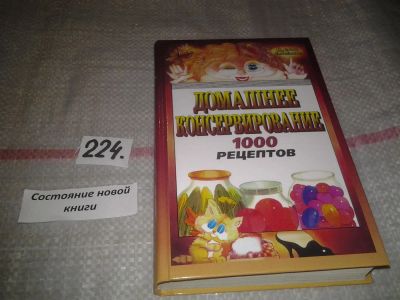 ДОМАШНЕЕ
КОНСЕРВИРОВАНИЕ
1000
РЕЦЕПТОВ
224.
Состояние новой
книги